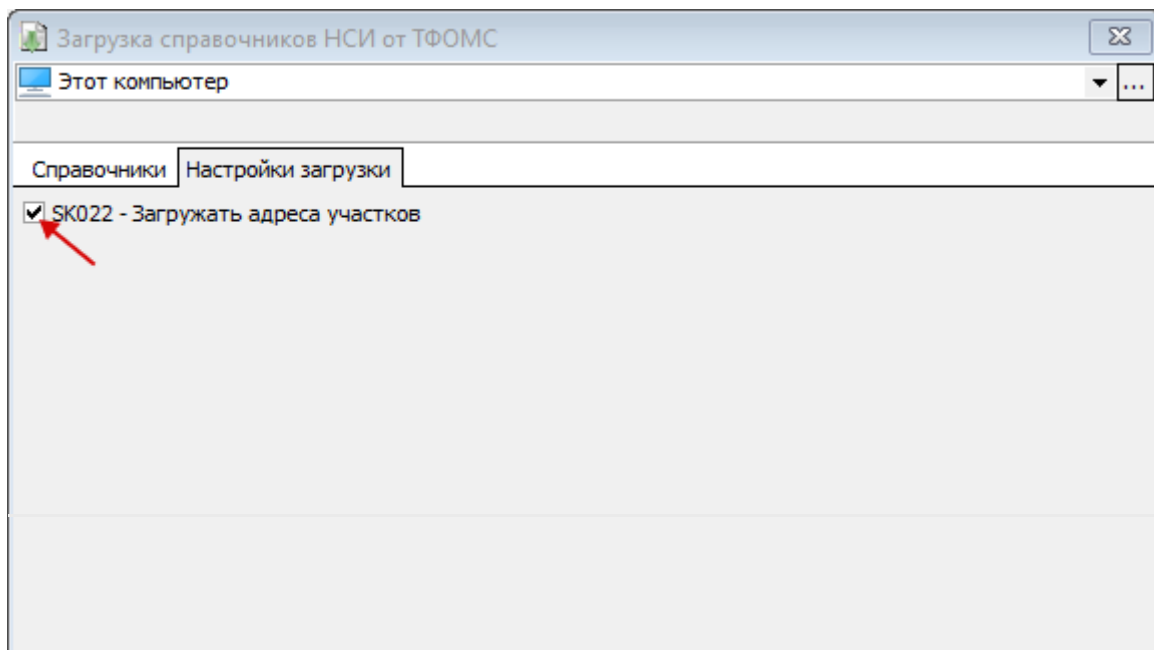 Загрузка справочников НСИ от ТФОМС
Этот компьютер
...
Справочники Настройки загрузки
SK022 - Загружать адреса участков